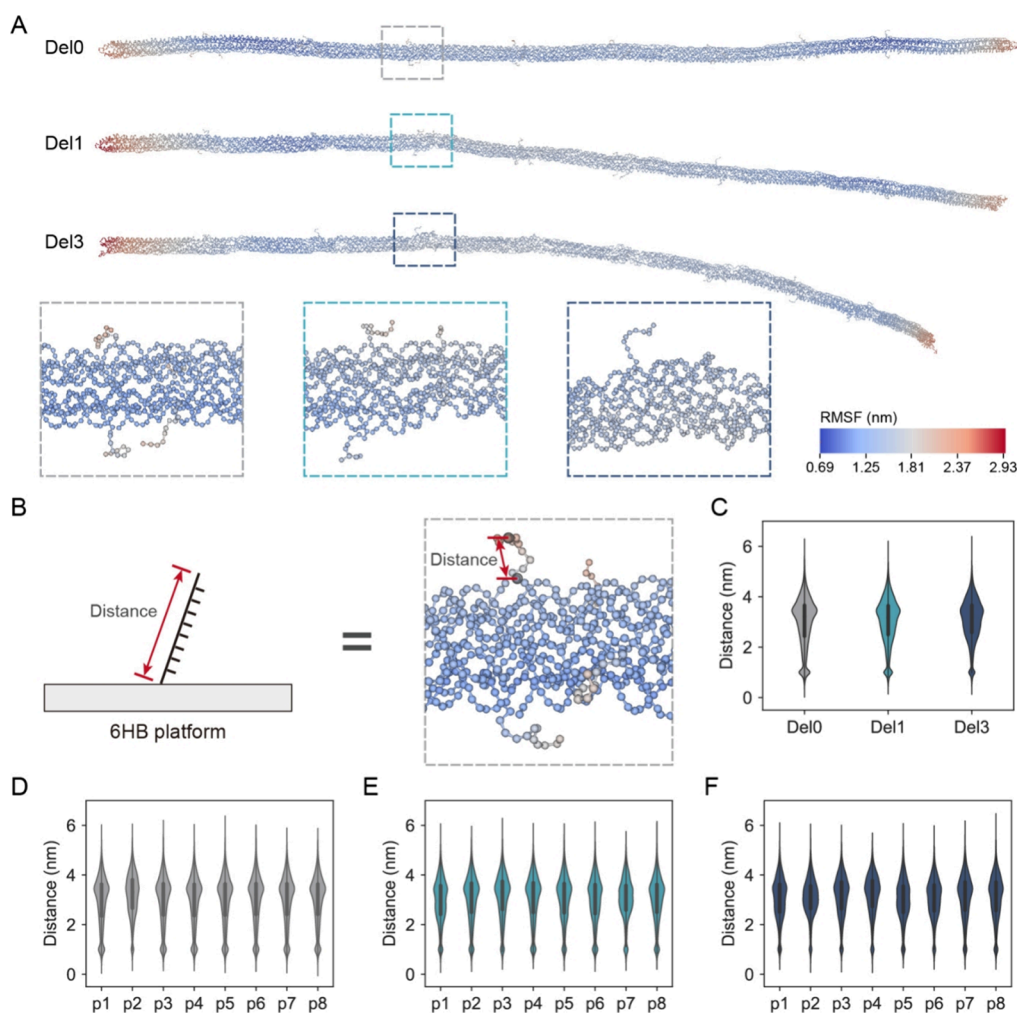 A
Del0
Del1
Del3
RMSF (nm)
0.69 1.25 1.81 2.37 2.93
B
Distance
6HB platform
=
Distance
C
Distance (nm)
6
4
2
0
Del0 Del1 Del3
D
Distance (nm)
6
4
2
0
p1 p2 p3 p4 p5 p6 p7 p8
E
Distance (nm)
6
4
2
0
p1 p2 p3 p4 p5 p6 p7 p8
F
Distance (nm)
6
4
2
0
p1 p2 p3 p4 p5 p6 p7 p8